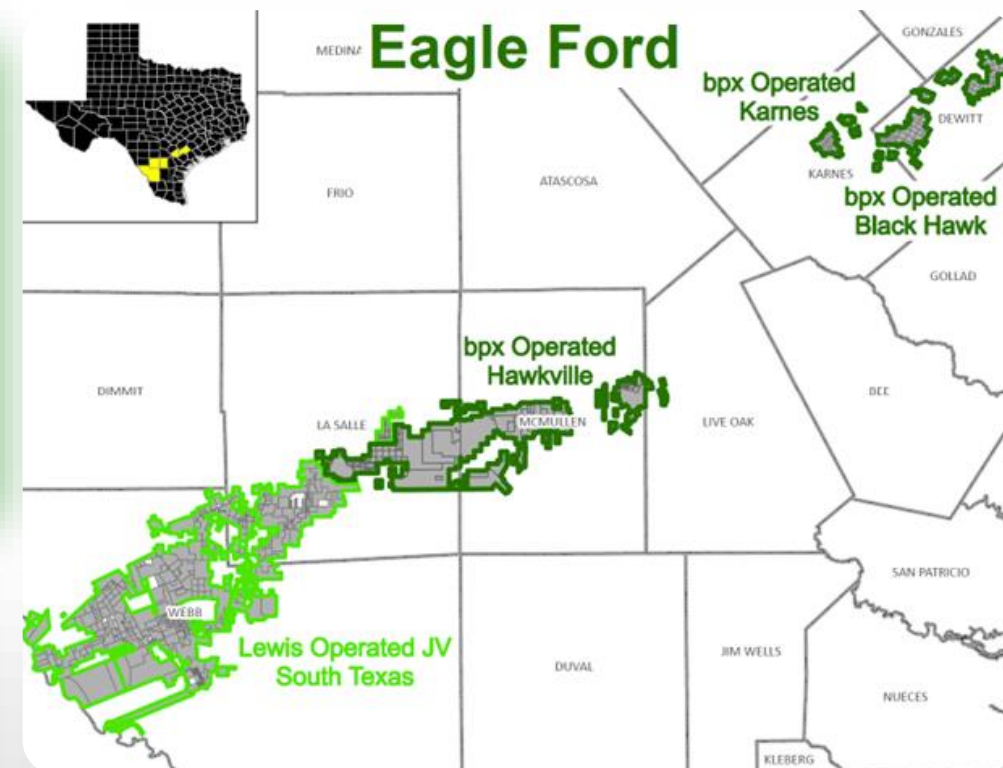 Eagle Ford
MEDINA
GONZALES
bpx Operated
Karnes
DEWITT
KARNES
bpx Operated
Black Hawk
FRIO
ATASCOSA
GOLLAD
bpx Operated
Hawkville
DIMMIT
LA SALLE
MCMULLEN
LIVE OAK
BEE
WEBB
SAN PATRICIO
Lewis Operated JV
South Texas
DUVAL
JIM WELLS
NUECES
KLEBERG